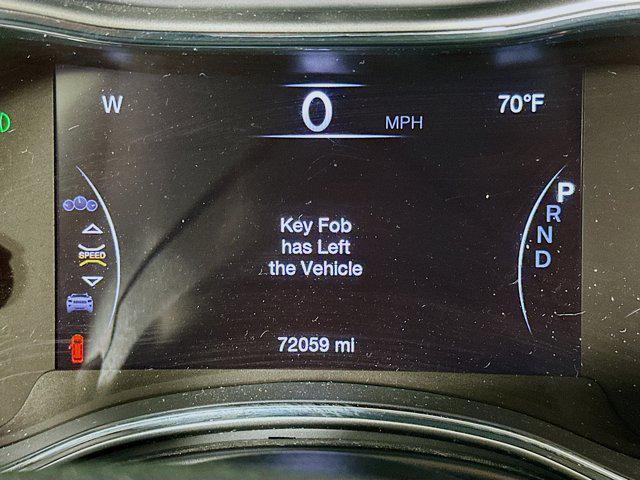 W
0
MPH
70°F
P
R
N
D
SPEED
Key Fob
has Left
the Vehicle
72059 mi